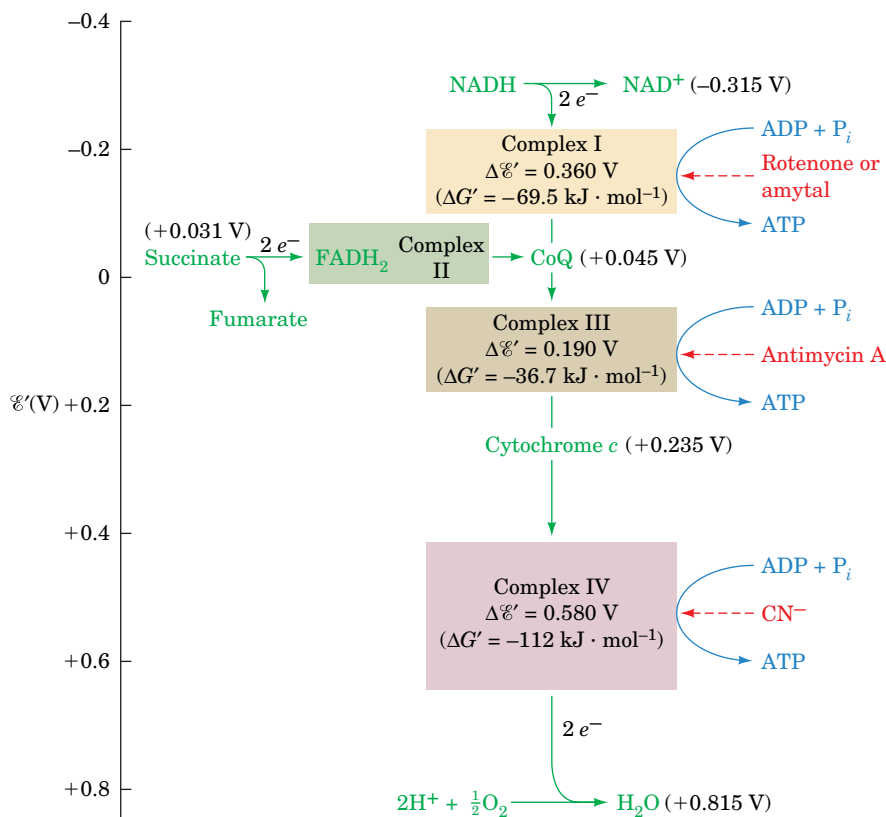 –0.4
NADH
NAD⁺ (–0.315 V)
2 e⁻
ADP + Pᵢ
Complex I
Δℰ′ = 0.360 V
(ΔG′ = –69.5 kJ · mol⁻¹)
–0.2
Rotenone or
amytal
ATP
(+0.031 V)
Succinate
2 e⁻
FADH₂
Complex
II
CoQ (+0.045 V)
0
Fumarate
ADP + Pᵢ
Complex III
Δℰ′ = 0.190 V
(ΔG′ = –36.7 kJ · mol⁻¹)
Antimycin A
ℰ′(V) +0.2
ATP
Cytochrome c (+0.235 V)
+0.4
ADP + Pᵢ
Complex IV
Δℰ′ = 0.580 V
(ΔG′ = –112 kJ · mol⁻¹)
CN⁻
+0.6
ATP
2 e⁻
+0.8
2H⁺ + ½O₂
H₂O (+0.815 V)